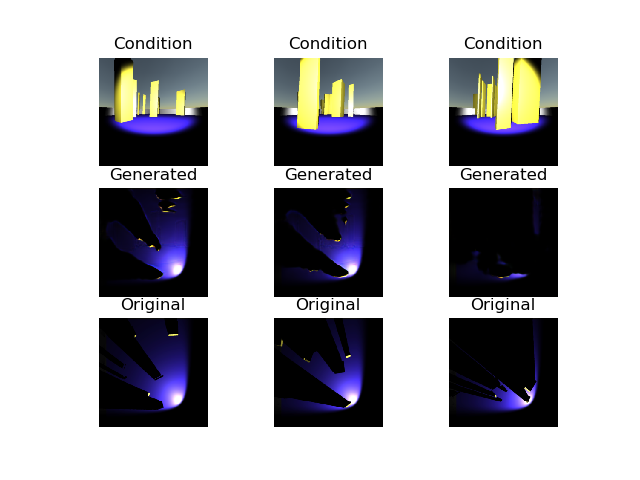 Condition Condition Condition
Generated Generated Generated
Original Original Original